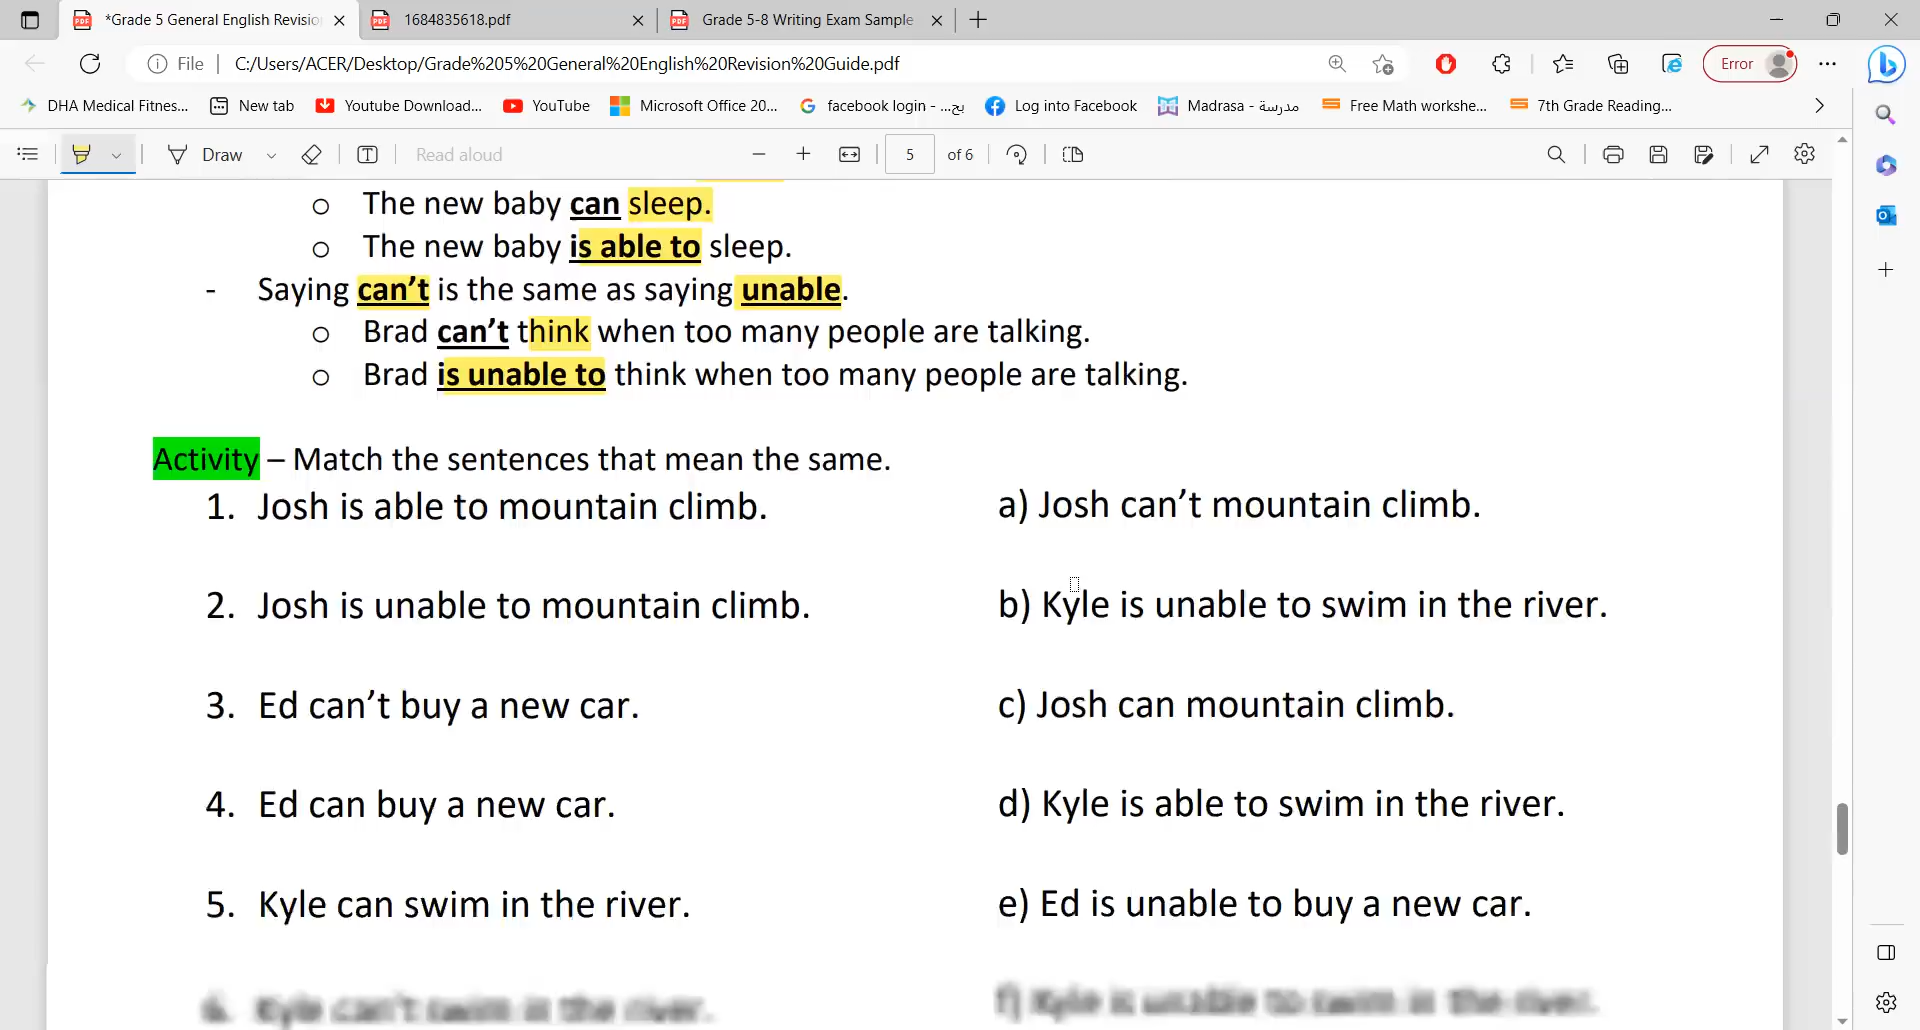 *Grade 5 General English Revisio
1684835618.pdf
Grade 5-8 Writing Exam Sample
File
C:/Users/ACER/Desktop/Grade%205%20General%20English%20Revision%20Guide.pdf
Error
DHA Medical Fitnes...
New tab
Youtube Download...
YouTube
Microsoft Office 20...
facebook login - ...بح
Log into Facebook
Madrasa - مدرسة
Free Math workshe...
7th Grade Reading...
Draw
Read aloud
5
of 6
o The new baby can sleep.
o The new baby is able to sleep.
- Saying can't is the same as saying unable.
o Brad can't think when too many people are talking.
o Brad is unable to think when too many people are talking.
Activity – Match the sentences that mean the same.
1. Josh is able to mountain climb.
a) Josh can't mountain climb.
2. Josh is unable to mountain climb.
b) Kyle is unable to swim in the river.
3. Ed can't buy a new car.
c) Josh can mountain climb.
4. Ed can buy a new car.
d) Kyle is able to swim in the river.
5. Kyle can swim in the river.
e) Ed is unable to buy a new car.